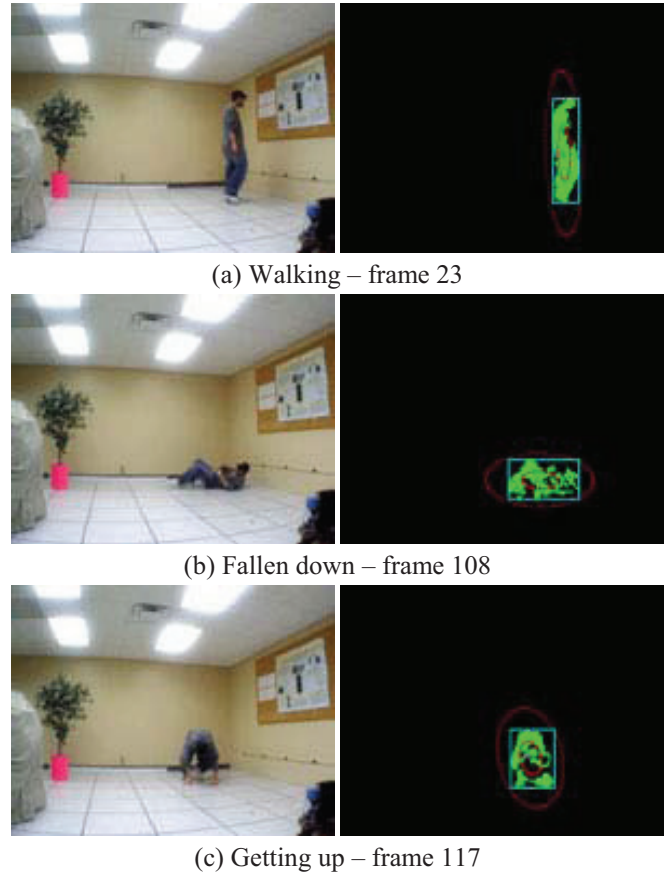 (a) Walking – frame 23
(b) Fallen down – frame 108
(c) Getting up – frame 117